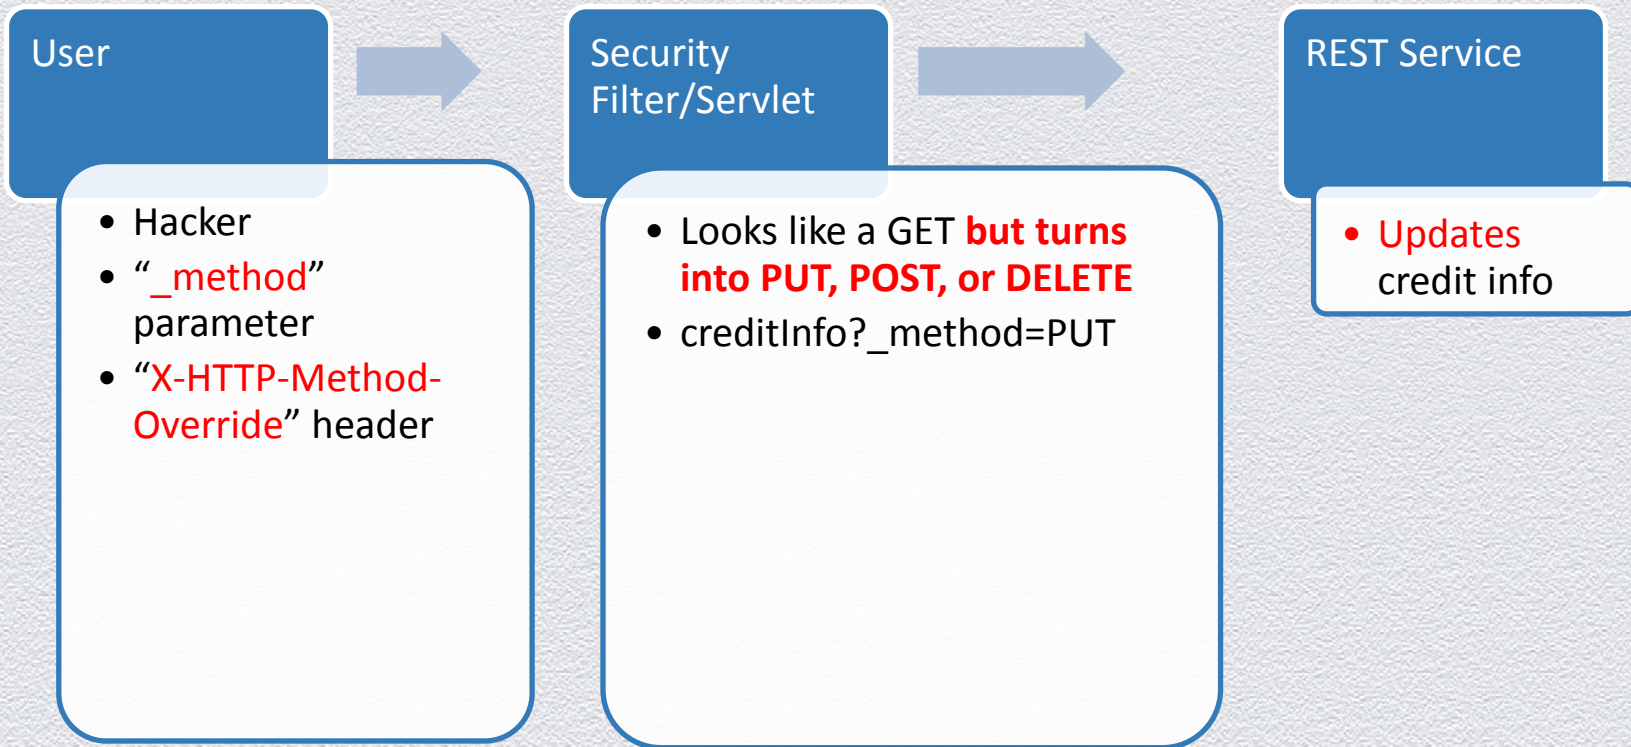 User
• Hacker
• “_method”
parameter
• “X-HTTP-Method-
Override” header
Security
Filter/Servlet
• Looks like a GET but turns
into PUT, POST, or DELETE
• creditInfo?_method=PUT
REST Service
• Updates
credit info